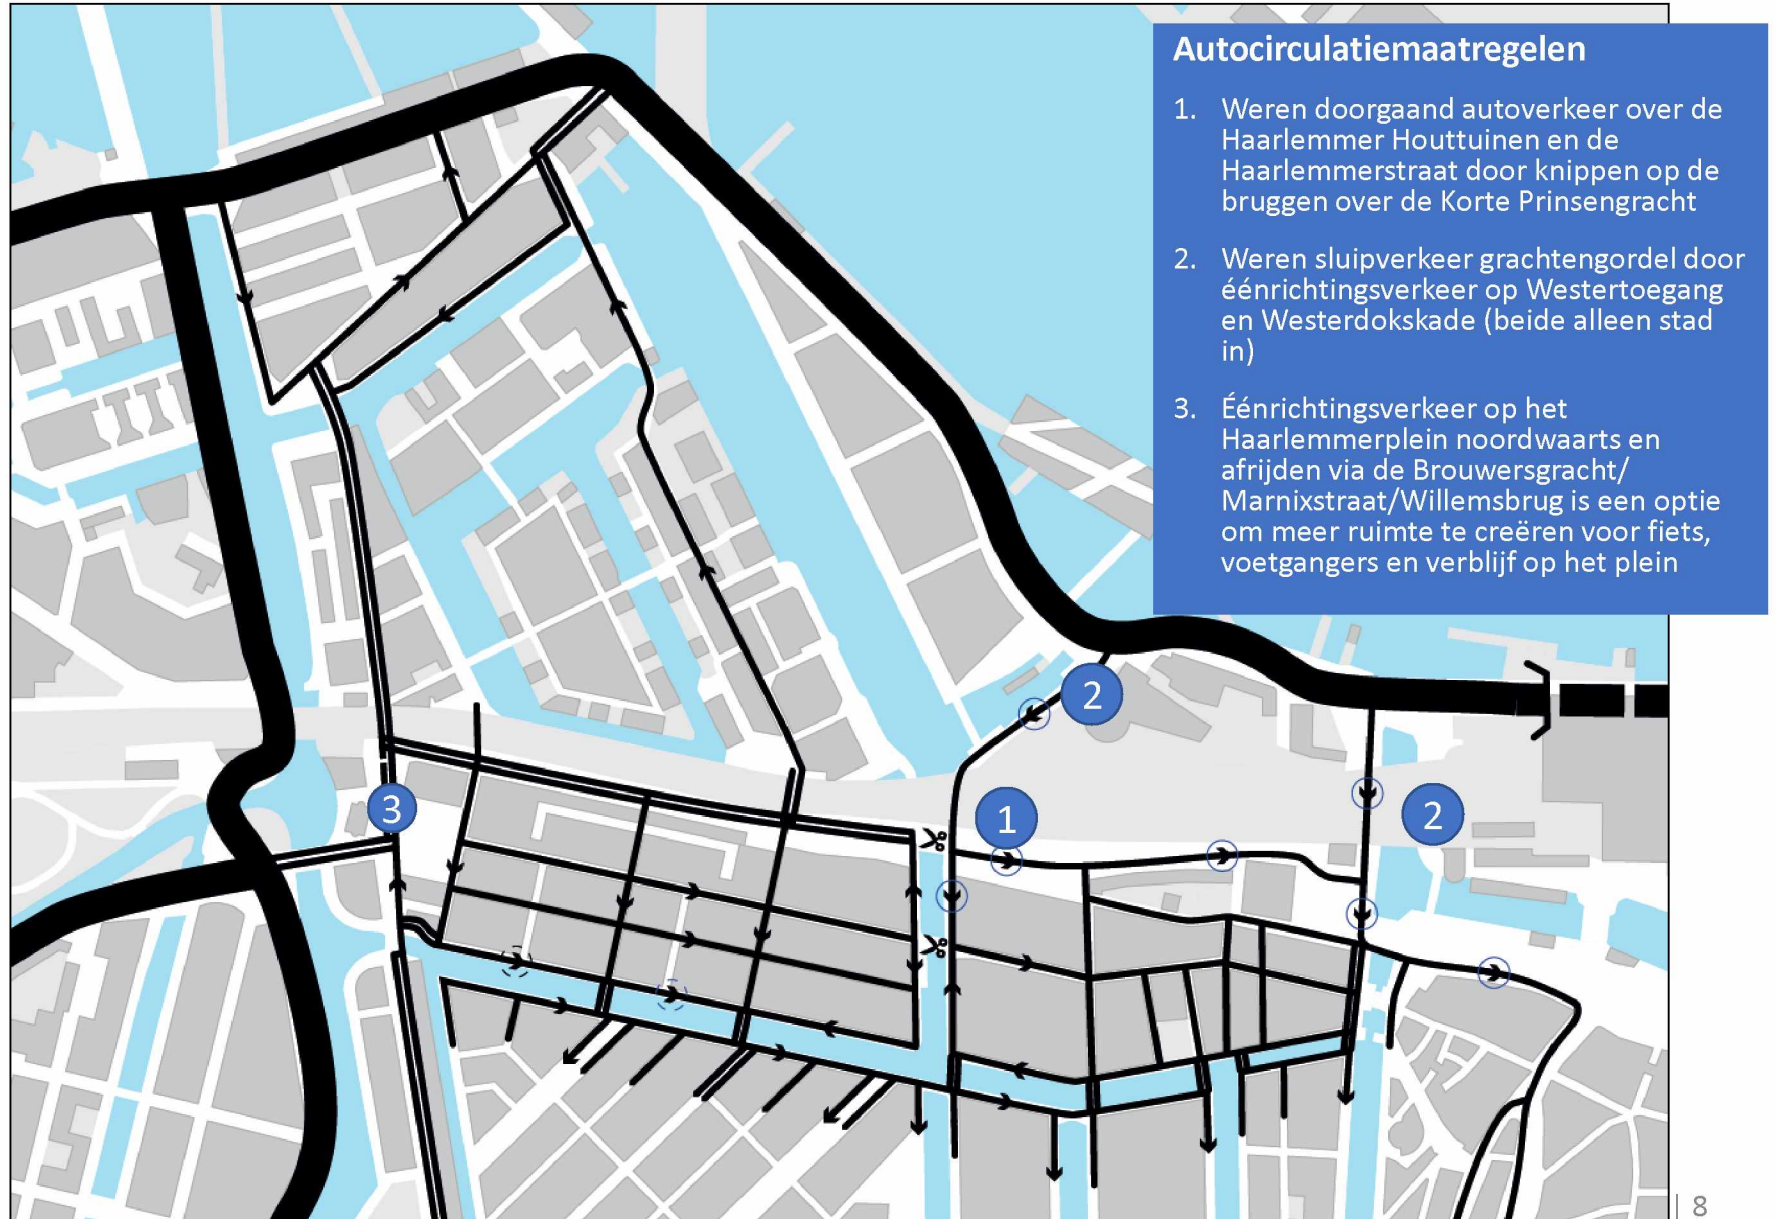 Autocirculatiemaatregelen
1. Weren doorgaand autoverkeer over de
Haarlemmer Houttuinen en de
Haarlemmerstraat door knippen op de
bruggen over de Korte Prinsengracht
2. Weren sluipverkeer grachtengordel door
éénrichtingsverkeer op Westertoegang
en Westerdokskade (beide alleen stad
in)
3. Éénrichtingsverkeer op het
Haarlemmerplein noordwaarts en
afrijden via de Brouwersgracht/
Marnixstraat/Willemsbrug is een optie
om meer ruimte te creëren voor fiets,
voetgangers en verblijf op het plein
2
3
1
2
8